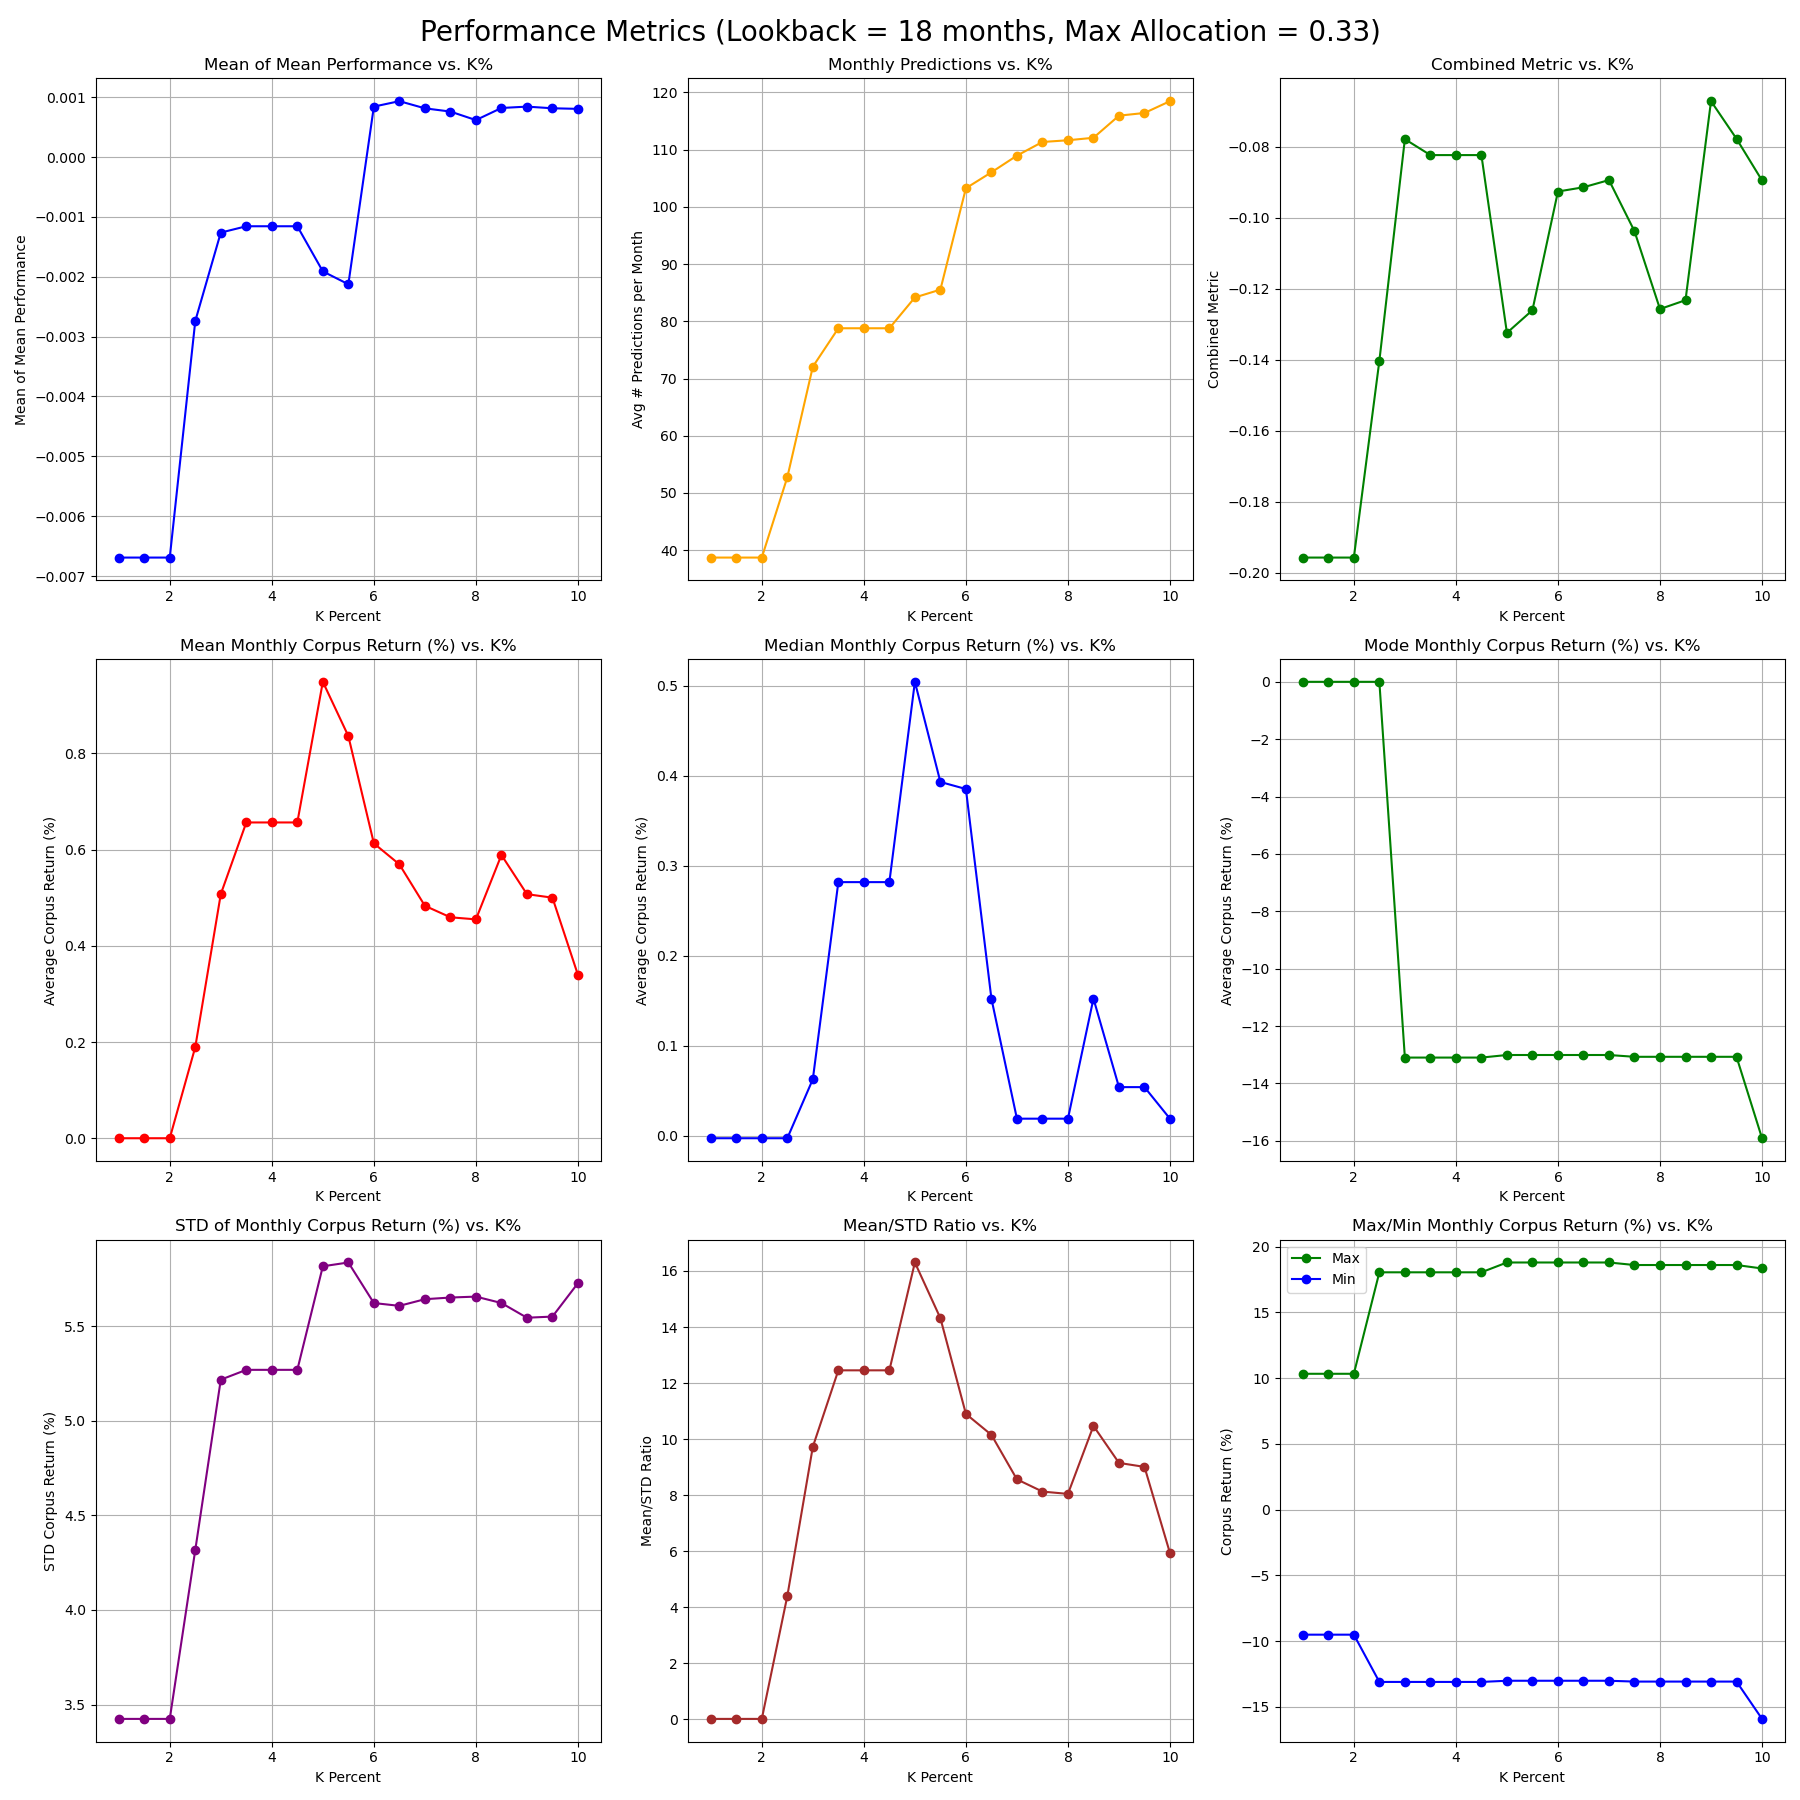 Performance Metrics (Lookback = 18 months, Max Allocation = 0.33)
Mean of Mean Performance vs. K%
Mean of Mean Performance
0.001
0.000
−0.001
−0.002
−0.003
−0.004
−0.005
−0.006
−0.007
2 4 6 8 10
K Percent
Monthly Predictions vs. K%
Avg # Predictions per Month
120
110
100
90
80
70
60
50
40
2 4 6 8 10
K Percent
Combined Metric vs. K%
Combined Metric
−0.08
−0.10
−0.12
−0.14
−0.16
−0.18
−0.20
2 4 6 8 10
K Percent
Mean Monthly Corpus Return (%) vs. K%
Average Corpus Return (%)
0.8
0.6
0.4
0.2
0.0
2 4 6 8 10
K Percent
Median Monthly Corpus Return (%) vs. K%
Average Corpus Return (%)
0.5
0.4
0.3
0.2
0.1
0.0
2 4 6 8 10
K Percent
Mode Monthly Corpus Return (%) vs. K%
Average Corpus Return (%)
0
−2
−4
−6
−8
−10
−12
−14
−16
2 4 6 8 10
K Percent
STD of Monthly Corpus Return (%) vs. K%
STD Corpus Return (%)
5.5
5.0
4.5
4.0
3.5
2 4 6 8 10
K Percent
Mean/STD Ratio vs. K%
Mean/STD Ratio
16
14
12
10
8
6
4
2
0
2 4 6 8 10
K Percent
Max/Min Monthly Corpus Return (%) vs. K%
Corpus Return (%)
Max
Min
20
15
10
5
0
−5
−10
−15
2 4 6 8 10
K Percent